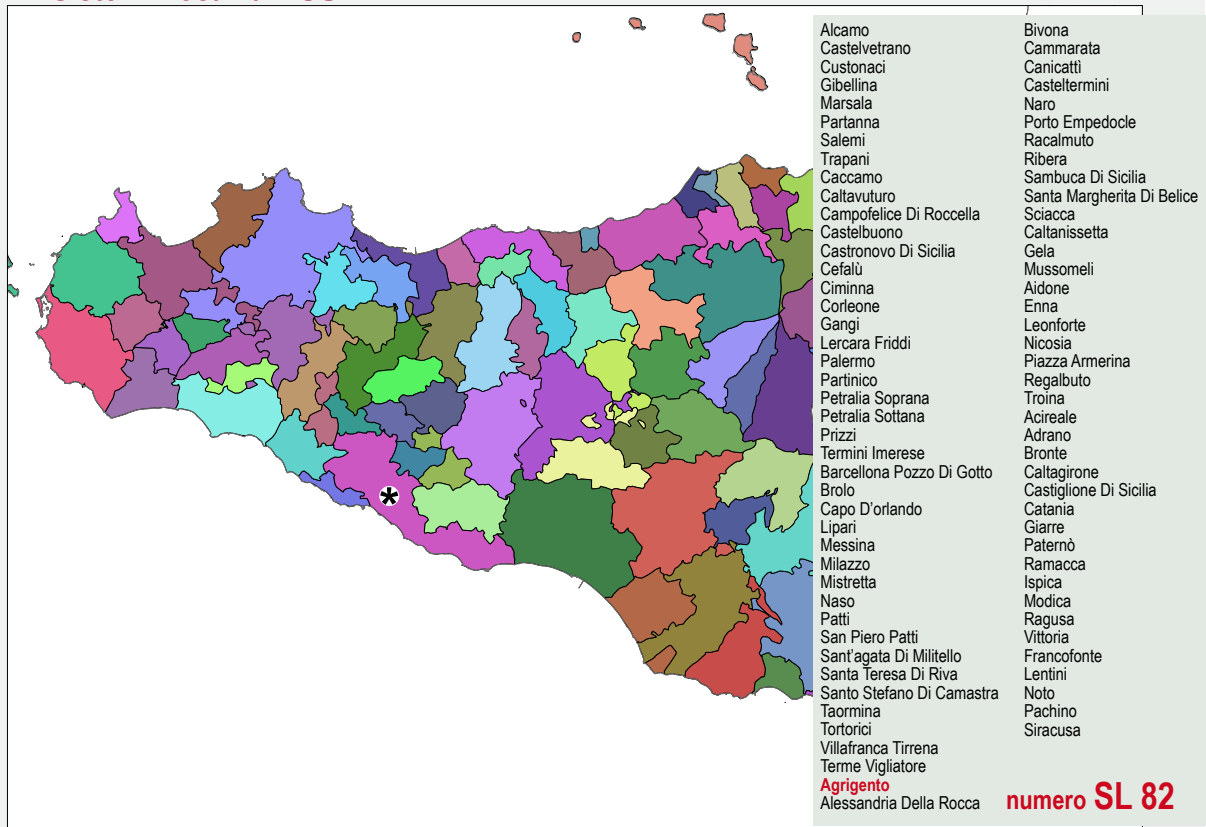 Alcamo
Castelvetrano
Custonaci
Gibellina
Marsala
Partanna
Salemi
Trapani
Caccamo
Caltavuturo
Campofelice Di Roccella
Castelbuono
Castronovo Di Sicilia
Cefalù
Ciminna
Corleone
Gangi
Lercara Friddi
Palermo
Partinico
Petralia Soprana
Petralia Sottana
Prizzi
Termini Imerese
Barcellona Pozzo Di Gotto
Brolo
Capo D'orlando
Lipari
Messina
Milazzo
Mistretta
Naso
Patti
San Piero Patti
Sant'agata Di Militello
Santa Teresa Di Riva
Santo Stefano Di Camastra
Taormina
Tortorici
Villafranca Tirrena
Terme Vigliatore
Agrigento
Alessandria Della Rocca
Bivona
Cammarata
Canicattì
Casteltermini
Naro
Porto Empedocle
Racalmuto
Ribera
Sambuca Di Sicilia
Santa Margherita Di Belice
Sciacca
Caltanissetta
Gela
Mussomeli
Aidone
Enna
Leonforte
Nicosia
Piazza Armerina
Regalbuto
Troina
Acireale
Adrano
Bronte
Caltagirone
Castiglione Di Sicilia
Catania
Giarre
Paternò
Ramacca
Ispica
Modica
Ragusa
Vittoria
Francofonte
Lentini
Noto
Pachino
Siracusa
numero SL 82